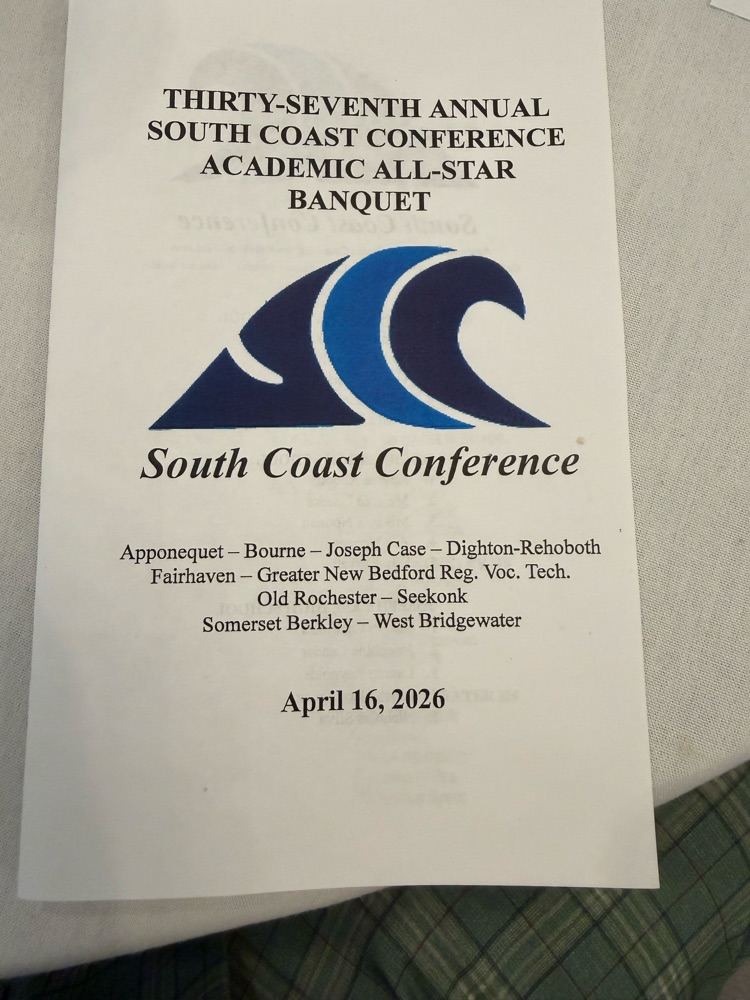 THIRTY-SEVENTH ANNUAL
SOUTH COAST CONFERENCE
ACADEMIC ALL-STAR
BANQUET
South Coast Conference
Apponequet – Bourne – Joseph Case – Dighton-Rehoboth
Fairhaven – Greater New Bedford Reg. Voc. Tech.
Old Rochester – Seekonk
Somerset Berkley – West Bridgewater
April 16, 2026